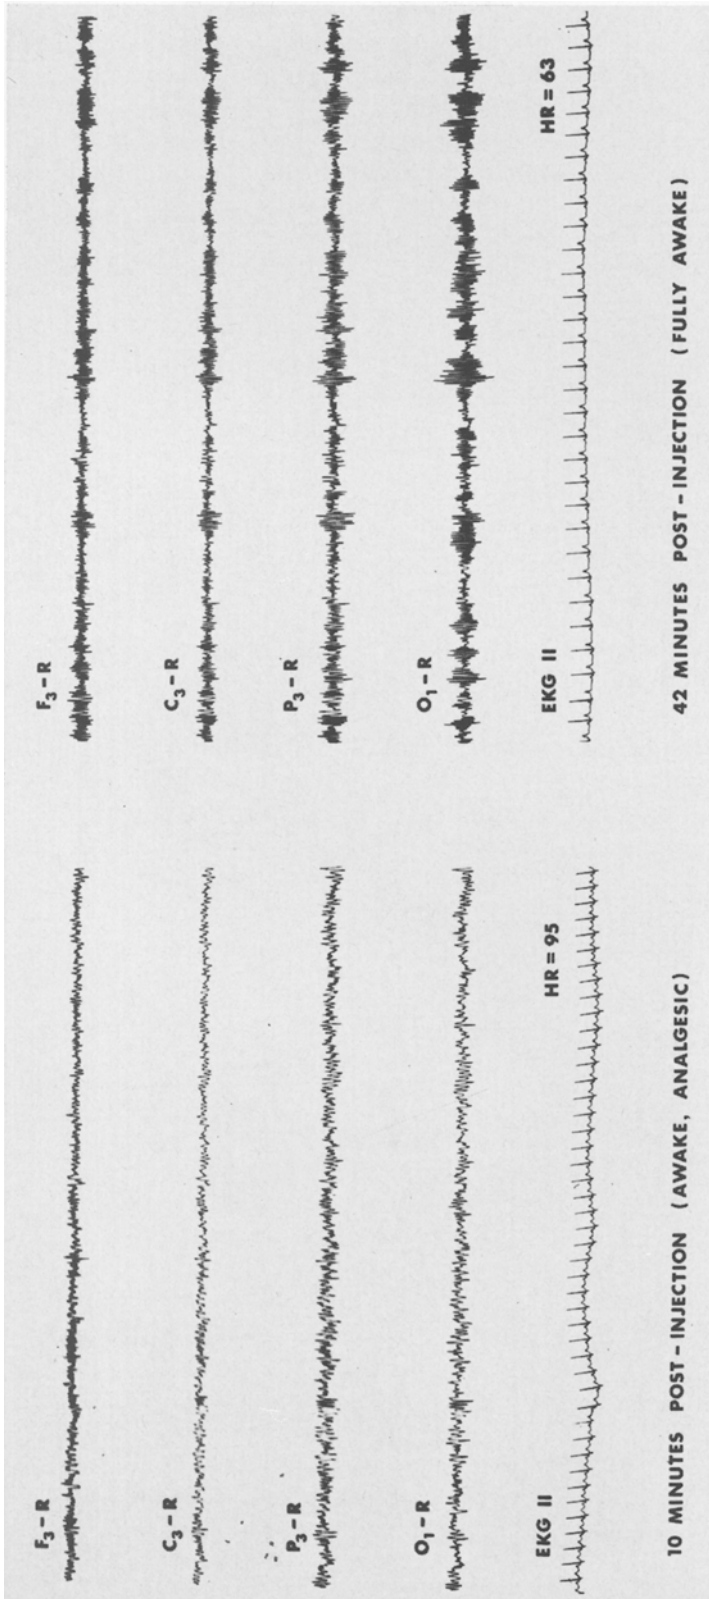 F₃-R
C₃-R
P₃-R
O₁-R
EKG II
HR = 95
10 MINUTES POST-INJECTION (AWAKE, ANALGESIC)
F₃-R
C₃-R
P₃-R
O₁-R
EKG II
HR = 63
42 MINUTES POST-INJECTION (FULLY AWAKE)